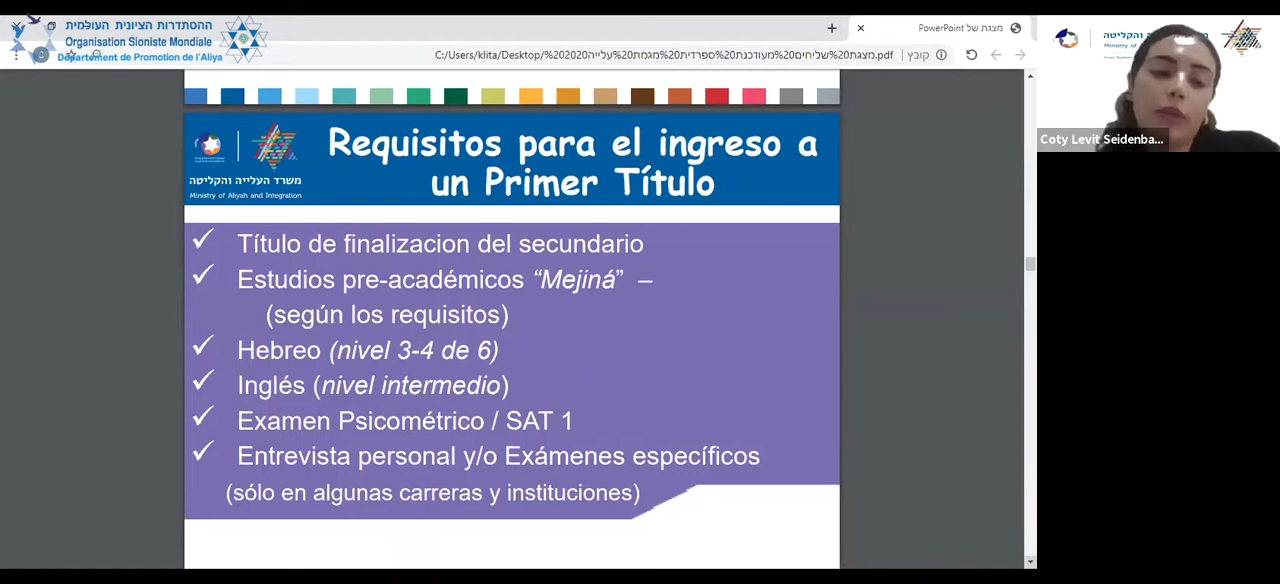 ההסתדרות הציונית העולמית
Organisation Sioniste Mondiale
Département de Promotion de l'Aliya
מצגת של PowerPoint
C:/Users/klita/Desktop/%202020מצגת%20שליחים%20מעודכנת%20ספרדית%20מגמת%20עלייה.pdf
קובץ
משרד העלייה והקליטה
Ministry of Aliyah and Integration
Requisitos para el ingreso a
un Primer Título
Título de finalizacion del secundario
Estudios pre-académicos “Mejiná” –
(según los requisitos)
Hebreo (nivel 3-4 de 6)
Inglés (nivel intermedio)
Examen Psicométrico / SAT 1
Entrevista personal y/o Exámenes específicos
(sólo en algunas carreras y instituciones)
Coty Levit Seidenba...